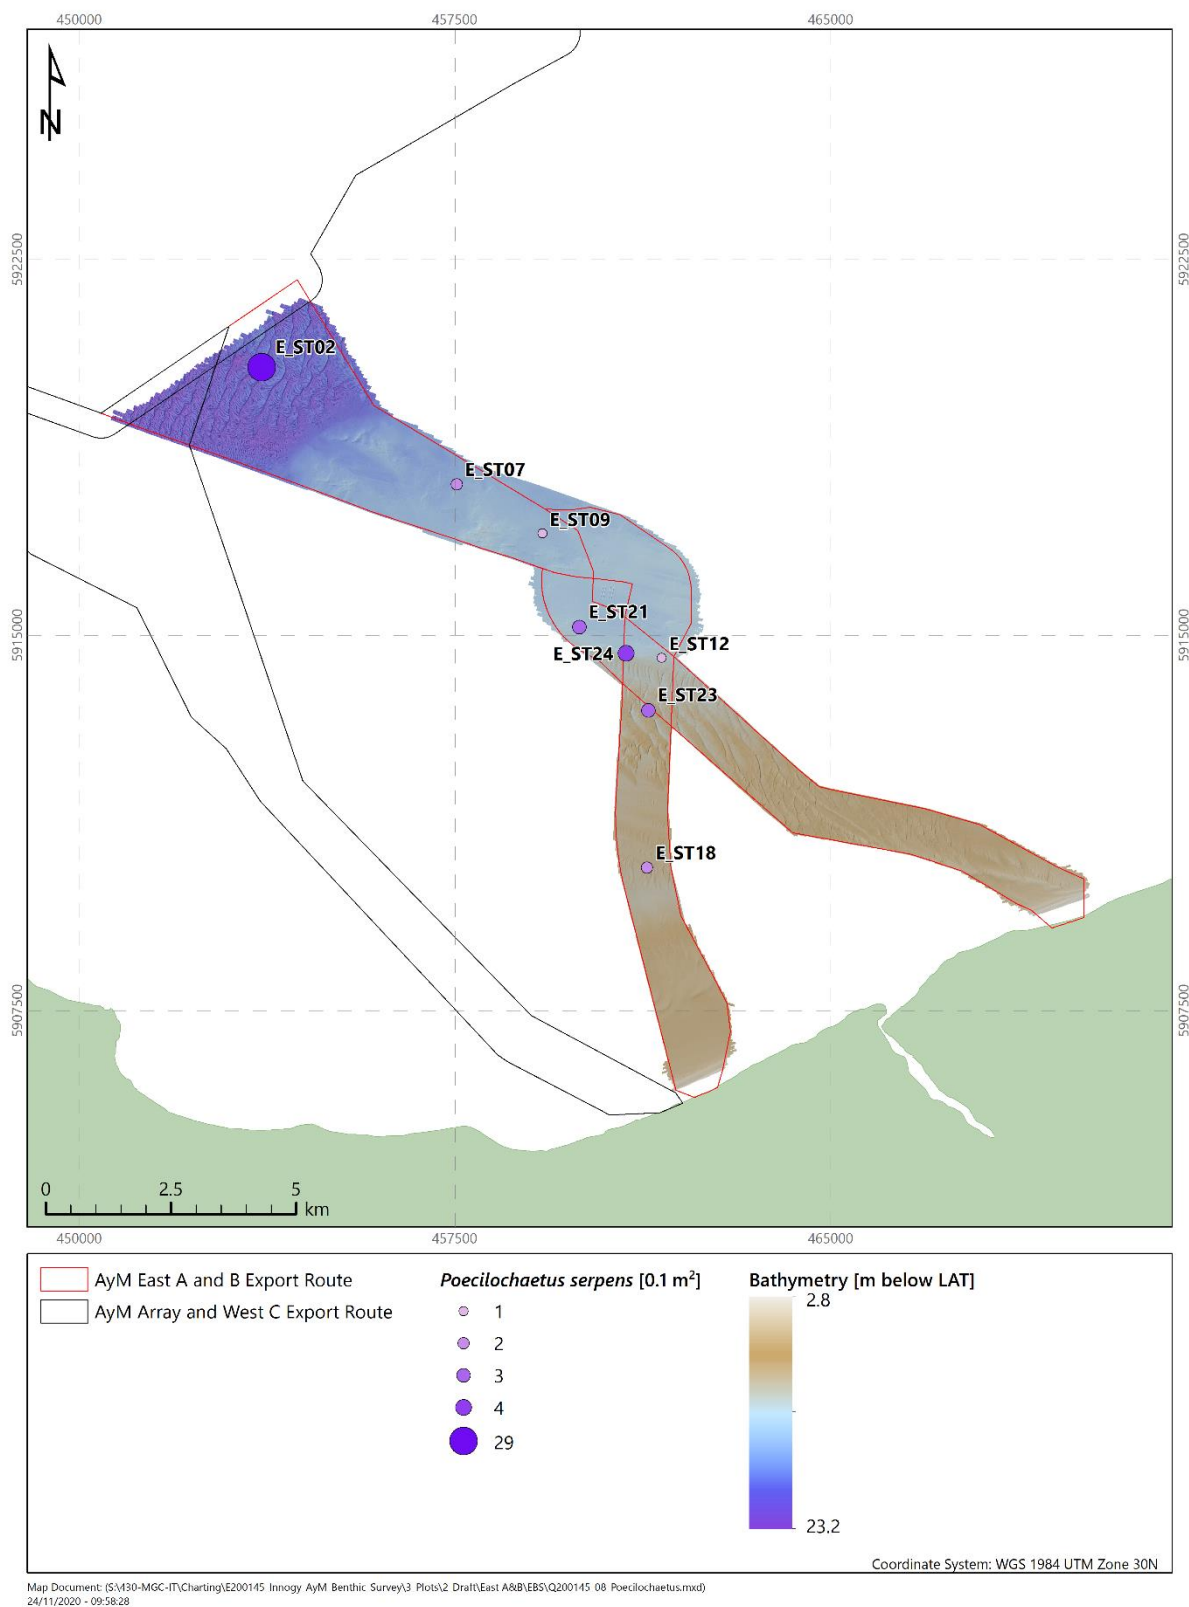 450000 457500 465000
N
5922500 5922500
E_ST02
E_ST07
E_ST09
E_ST21
5915000 5915000
E_ST12
E_ST24
E_ST23
E_ST18
5907500 5907500
0 2.5 5
km
450000 457500 465000
AyM East A and B Export Route
AyM Array and West C Export Route
Poecilochaetus serpens [0.1 m²]
1
2
3
4
29
Bathymetry [m below LAT]
2.8
23.2
Coordinate System: WGS 1984 UTM Zone 30N
Map Document: (S:\430-MGC-IT\Charting\E200145 Innogy AyM Benthic Survey\3 Plots\2 Draft\East A&B\EBS\Q200145 08 Poecilochaetus.mxd)
24/11/2020 - 09:58:28